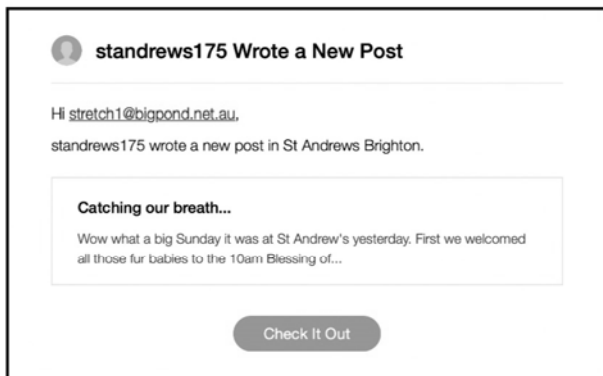 standrews175 Wrote a New Post
Hi stretch1@bigpond.net.au,
standrews175 wrote a new post in St Andrews Brighton.
Catching our breath...
Wow what a big Sunday it was at St Andrew's yesterday. First we welcomed
all those fur babies to the 10am Blessing of...
Check It Out